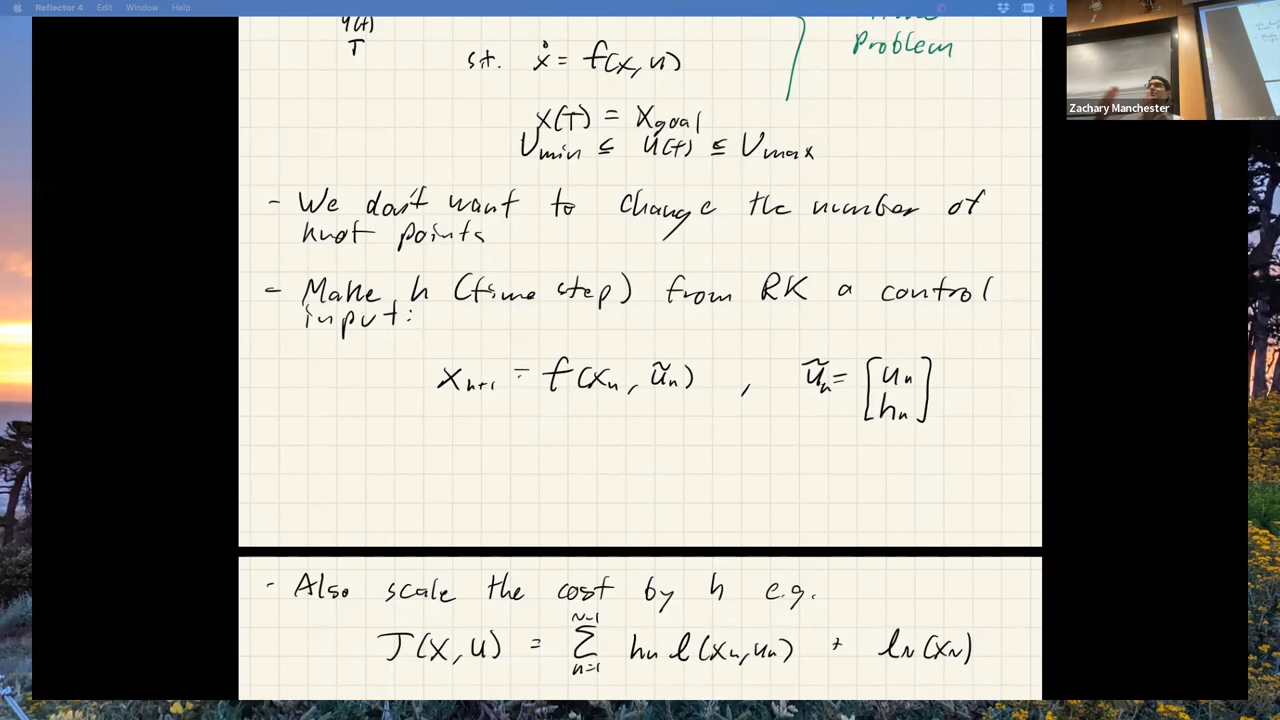 Reflector 4 Edit Window Help
T
Problem
s.t. ẋ = f(x, u)
x(T) = x_goal
U_min ≤ u(t) ≤ U_max
- We don't want to change the number of
knot points
- Make h (time step) from RK a control
input:
x_{n+1} = f(x_n, ũ_n) , ũ_n = [u_n
h_n]
- Also scale the cost by h e.g.
J(x, u) = Σ_{n=1}^{N-1} h_n l(x_n, u_n) + l_N(x_N)
Zachary Manchester